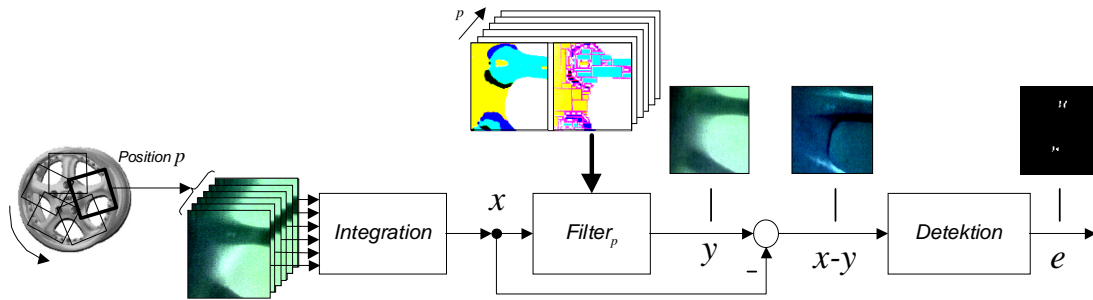 p
Position p
x
Integration
Filterp
y
–
x-y
Detektion
e